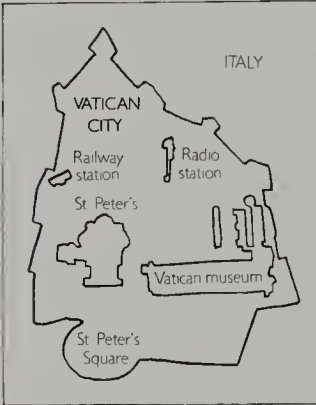 ITALY
VATICAN
CITY
Railway
station
Radio
station
St Peter's
Vatican museum
St Peter's
Square